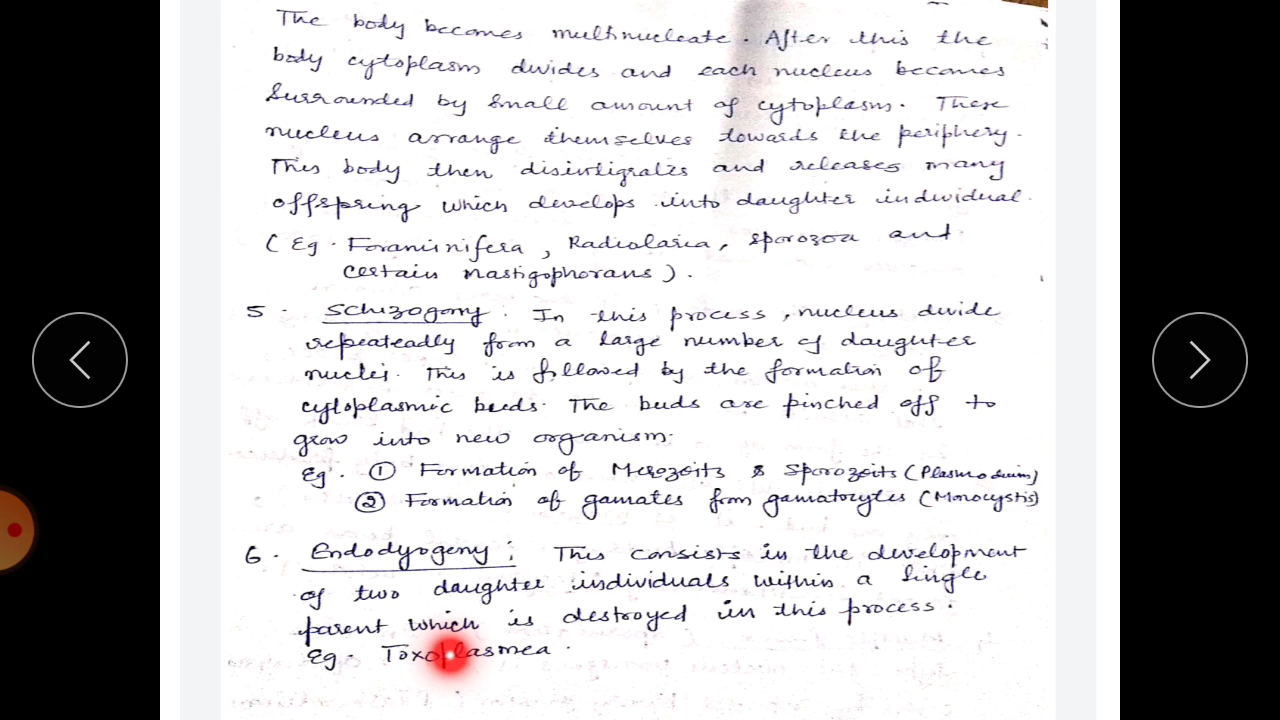 The body becomes multinucleate. After this the
body cytoplasm divides and each nucleus becomes
surrounded by small amount of cytoplasm. These
nucleus arrange themselves towards the periphery.
This body then disintigrates and releases many
offspring which develops into daughter individual.
(Eg. Foraminifera, Radiolaria, sporozoa and
certain mastigophorans).
5. Schizogony. In this process, nucleus divide
repeateadly from a large number of daughter
nuclei. This is followed by the formation of
cytoplasmic buds. The buds are pinched off to
grow into new organism.
Eg. ① Formation of Merozoits & Sporozoits (Plasmodium)
② Formation of gamates from gamatocytes (Monocystis)
6. Endodyogeny: This consists in the development
of two daughter individuals within a single
parent which is destroyed in this process.
Eg. Toxoplasmea.